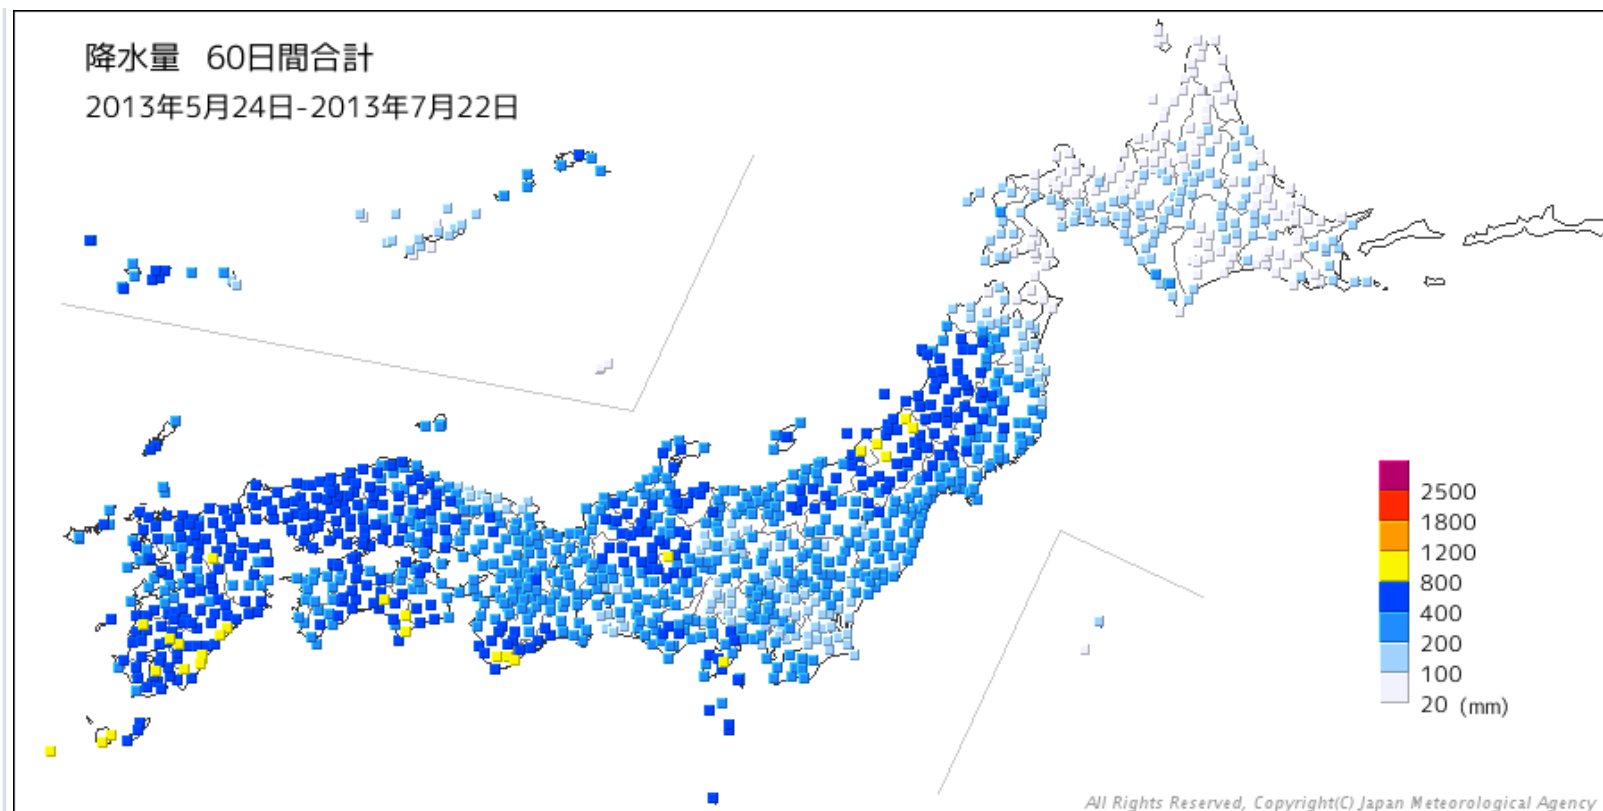 降水量 60日間合計
2013年5月24日-2013年7月22日
2500
1800
1200
800
400
200
100
20 (mm)
All Rights Reserved, Copyright(C) Japan Meteorological Agency